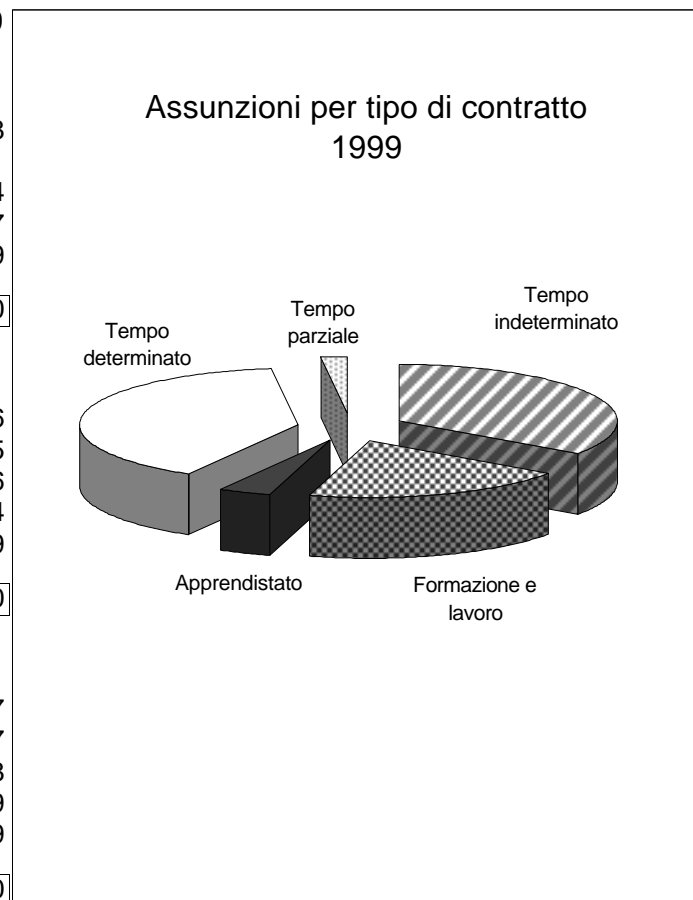 Assunzioni per tipo di contratto
1999
Tempo
indeterminato
Tempo
parziale
Tempo
determinato
Apprendistato
Formazione e
lavoro